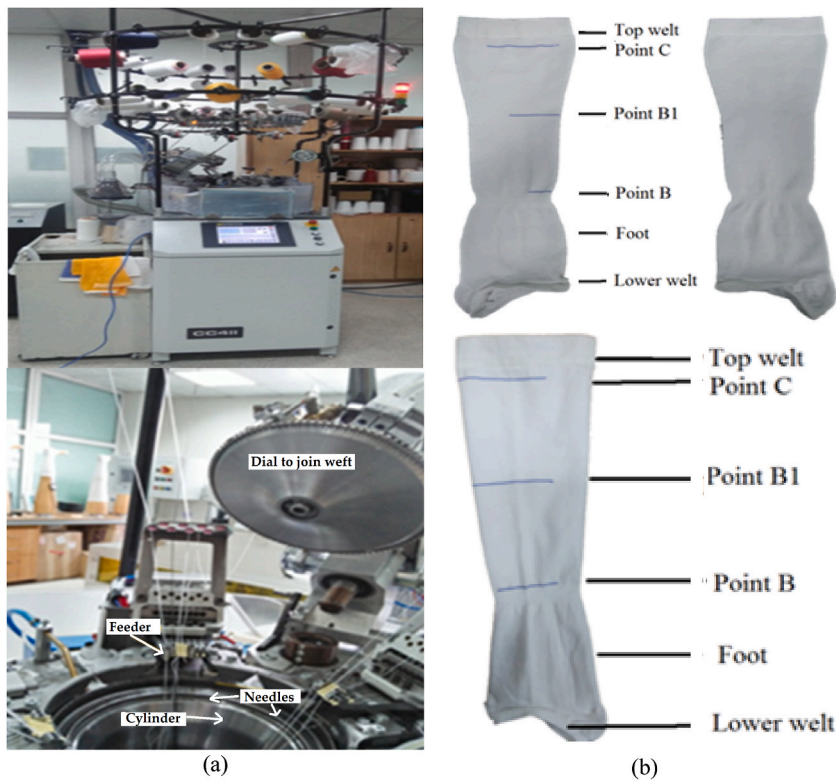 CC4II
Dial to join weft
Feeder
Needles
Cylinder
(a)
Top welt
Point C
Point B1
Point B
Foot
Lower welt
Top welt
Point C
Point B1
Point B
Foot
Lower welt
(b)